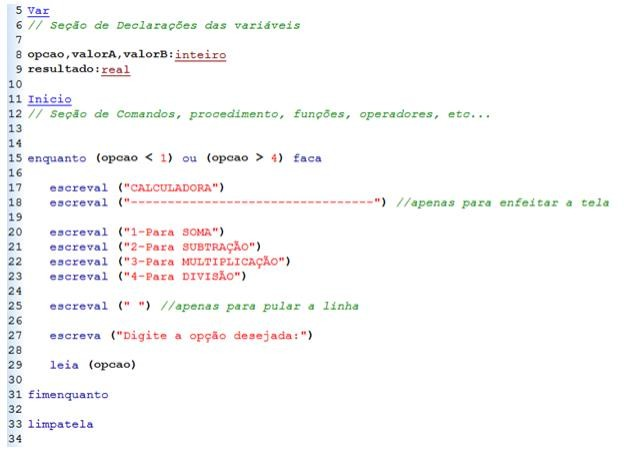 5 Var
6 // Seção de Declarações das variáveis
7
8 opcao,valorA,valorB:inteiro
9 resultado:real
10
11 Inicio
12 // Seção de Comandos, procedimento, funções, operadores, etc...
13
14
15 enquanto (opcao < 1) ou (opcao > 4) faca
16
17 escreval ("CALCULADORA")
18 escreval ("---------------------------------") //apenas para enfeitar a tela
19
20 escreval ("1-Para SOMA")
21 escreval ("2-Para SUBTRAÇÃO")
22 escreval ("3-Para MULTIPLICAÇÃO")
23 escreval ("4-Para DIVISÃO")
24
25 escreval (" ") //apenas para pular a linha
26
27 escreva ("Digite a opção desejada:")
28
29 leia (opcao)
30
31 fimenquanto
32
33 limpatela
34